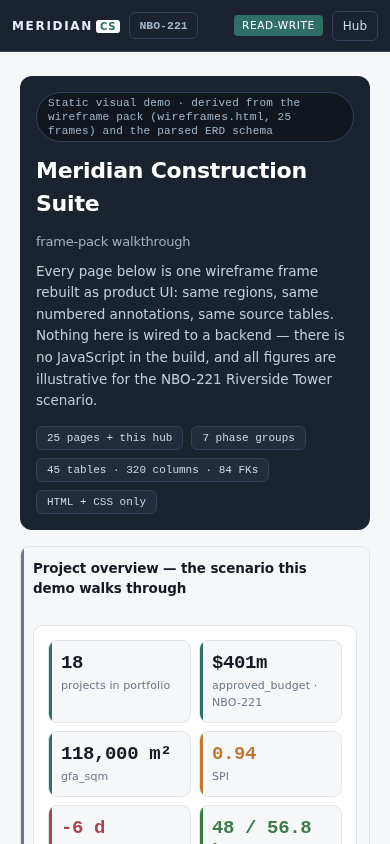 MERIDIAN CS NBO-221 READ-WRITE Hub
Static visual demo · derived from the
wireframe pack (wireframes.html, 25
frames) and the parsed ERD schema
Meridian Construction
Suite
frame-pack walkthrough
Every page below is one wireframe frame
rebuilt as product UI: same regions, same
numbered annotations, same source tables.
Nothing here is wired to a backend — there is
no JavaScript in the build, and all figures are
illustrative for the NBO-221 Riverside Tower
scenario.
25 pages + this hub 7 phase groups
45 tables · 320 columns · 84 FKs
HTML + CSS only
Project overview — the scenario this
demo walks through
18 $401m
projects in portfolio approved_budget ·
NBO-221
118,000 m² 0.94
gfa_sqm SPI
-6 d 48 / 56.8